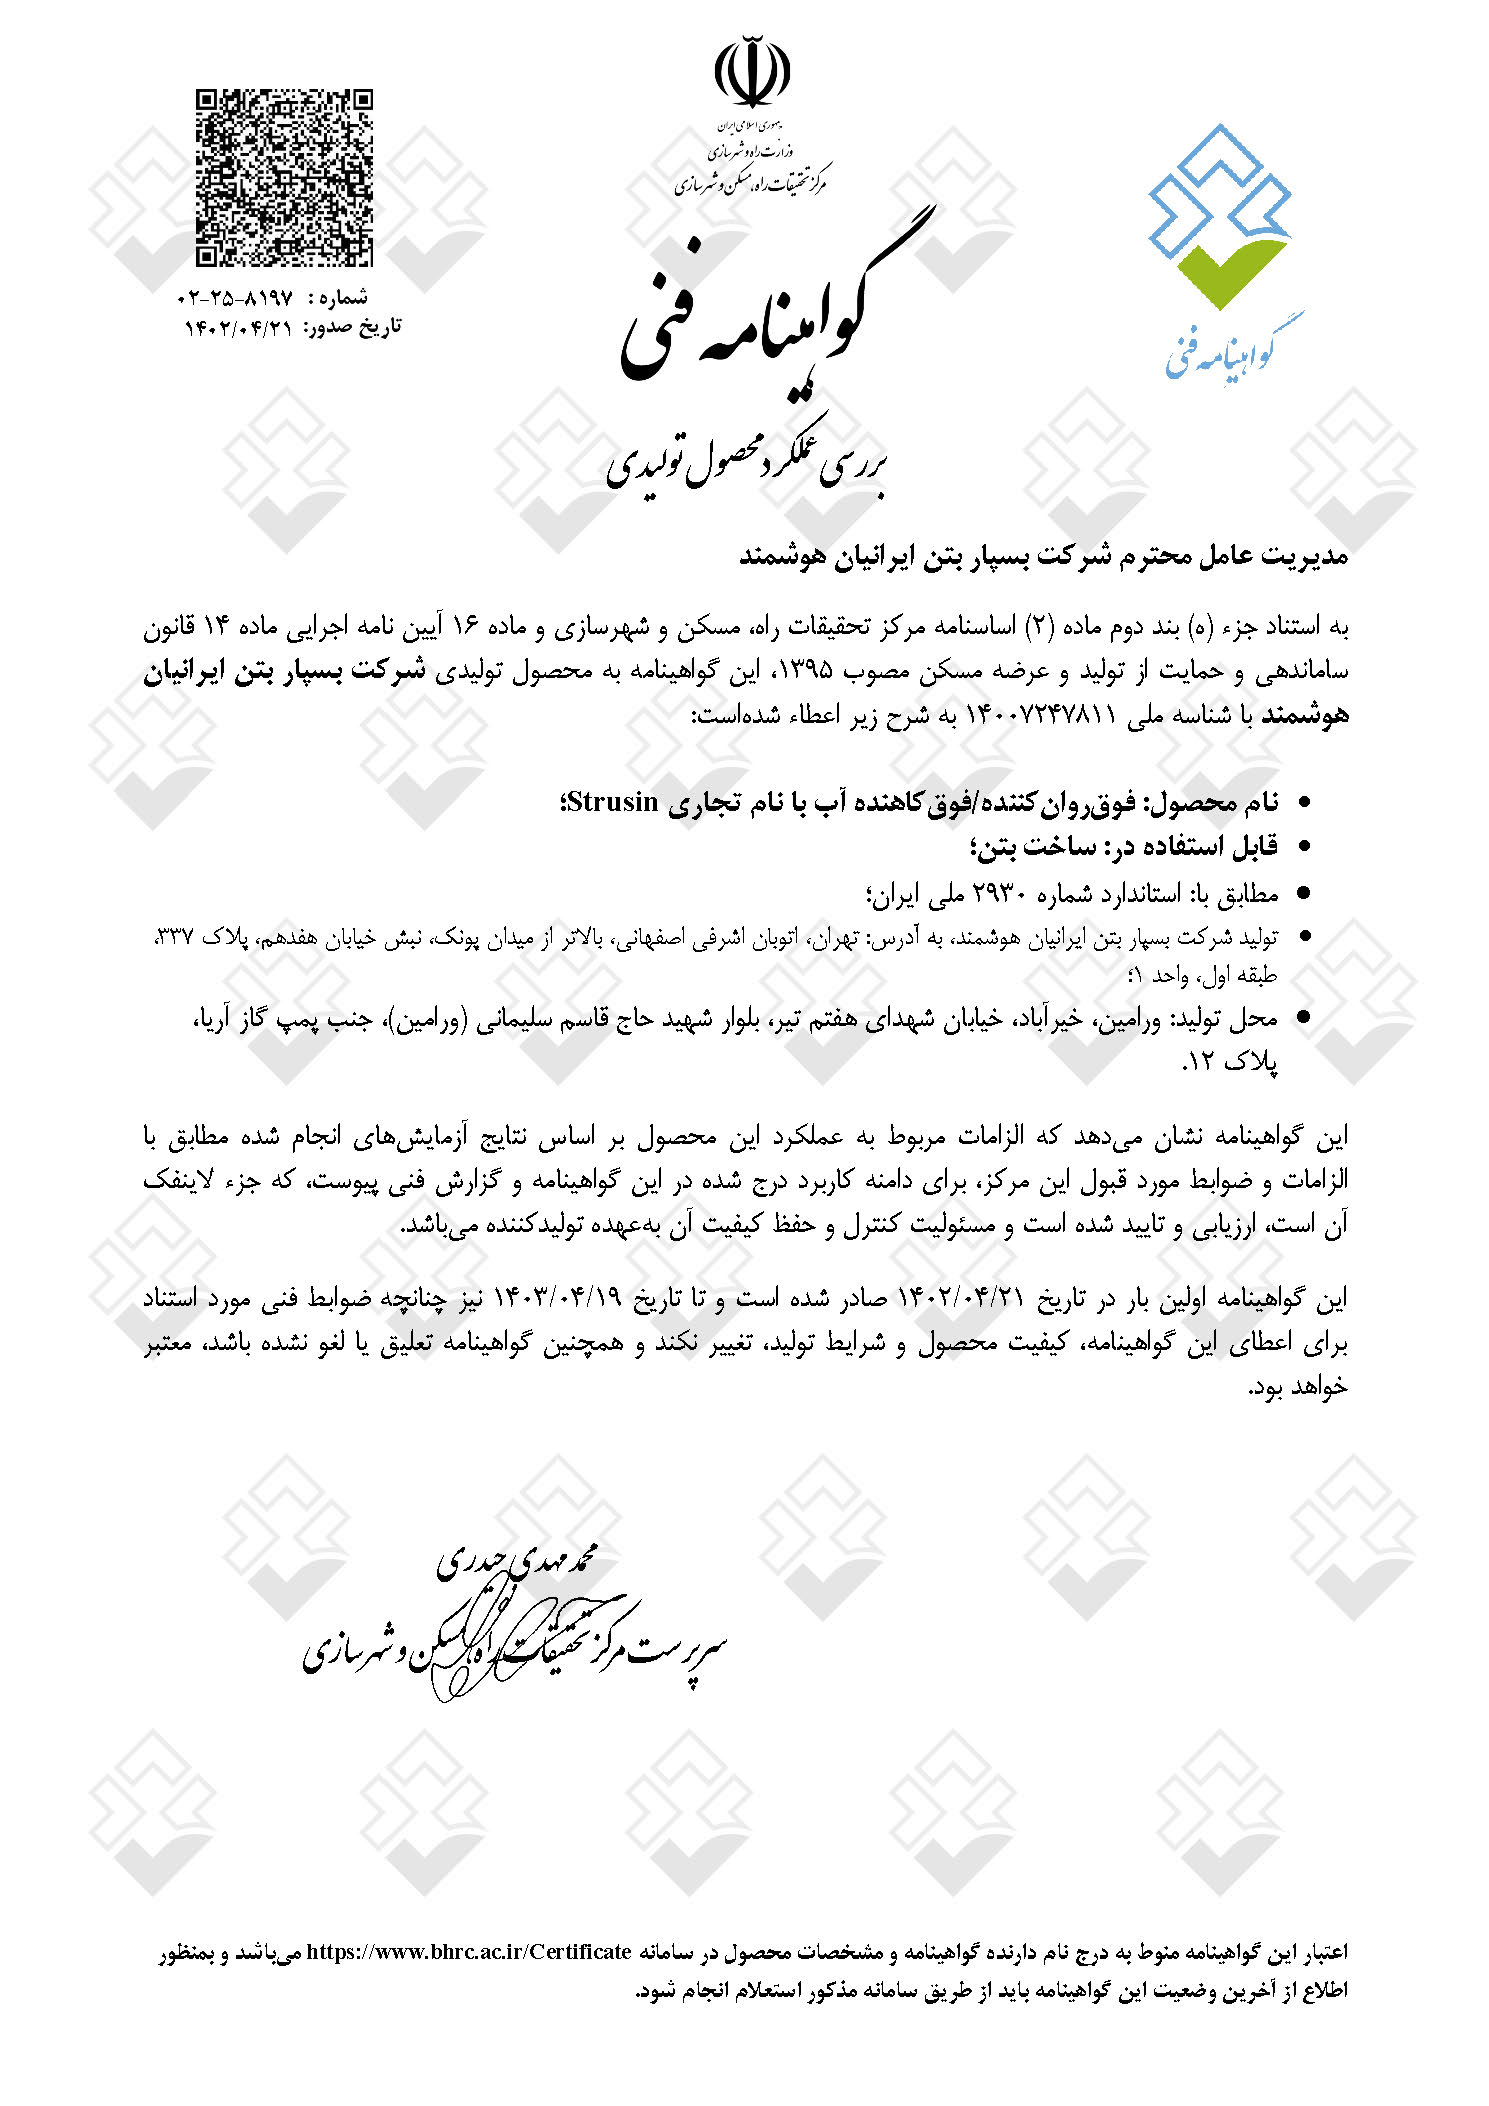 جمهوری اسلامی ایران
وزارت راه و شهرسازی
مرکز تحقیقات راه، مسکن و شهرسازی
شماره : ۰۲-۲۵-۸۱۹۷
تاریخ صدور: ۱۴۰۲/۰۴/۲۱
گواهینامه فنی
گواهینامه فنی
بررسی عملکرد محصول تولیدی
مدیریت عامل محترم شرکت بسپار بتن ایرانیان هوشمند
به استناد جزء (ه) بند دوم ماده (۲) اساسنامه مرکز تحقیقات راه، مسکن و شهرسازی و ماده ۱۶ آیین نامه اجرایی ماده ۱۴ قانون
ساماندهی و حمایت از تولید و عرضه مسکن مصوب ۱۳۹۵، این گواهینامه به محصول تولیدی شرکت بسپار بتن ایرانیان
هوشمند با شناسه ملی ۱۴۰۰۷۲۴۷۸۱۱ به شرح زیر اعطاء شده‌است:
• نام محصول: فوق‌روان‌کننده/فوق‌کاهنده آب با نام تجاری Strusin؛
• قابل استفاده در: ساخت بتن؛
• مطابق با: استاندارد شماره ۲۹۳۰ ملی ایران؛
• تولید شرکت بسپار بتن ایرانیان هوشمند، به آدرس: تهران، اتوبان اشرفی اصفهانی، بالاتر از میدان پونک، نبش خیابان هفدهم، پلاک ۳۳۷،
طبقه اول، واحد ۱؛
• محل تولید: ورامین، خیرآباد، خیابان شهدای هفتم تیر، بلوار شهید حاج قاسم سلیمانی (ورامین)، جنب پمپ گاز آریا،
پلاک ۱۲.
این گواهینامه نشان می‌دهد که الزامات مربوط به عملکرد این محصول بر اساس نتایج آزمایش‌های انجام شده مطابق با
الزامات و ضوابط مورد قبول این مرکز، برای دامنه کاربرد درج شده در این گواهینامه و گزارش فنی پیوست، که جزء لاینفک
آن است، ارزیابی و تایید شده است و مسئولیت کنترل و حفظ کیفیت آن به‌عهده تولیدکننده می‌باشد.
این گواهینامه اولین بار در تاریخ ۱۴۰۲/۰۴/۲۱ صادر شده است و تا تاریخ ۱۴۰۳/۰۴/۱۹ نیز چنانچه ضوابط فنی مورد استناد
برای اعطای این گواهینامه، کیفیت محصول و شرایط تولید، تغییر نکند و همچنین گواهینامه تعلیق یا لغو نشده باشد، معتبر
خواهد بود.
محمد مهدی حیدری
سرپرست مرکز تحقیقات راه، مسکن و شهرسازی
اعتبار این گواهینامه منوط به درج نام دارنده گواهینامه و مشخصات محصول در سامانه https://www.bhrc.ac.ir/Certificate می‌باشد و بمنظور
اطلاع از آخرین وضعیت این گواهینامه باید از طریق سامانه مذکور استعلام انجام شود.